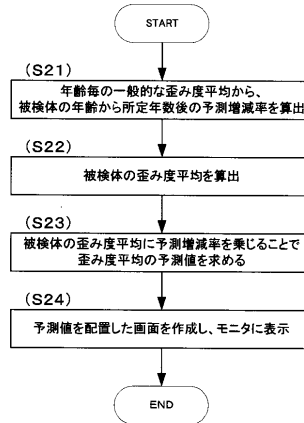 START
(S21)
年齢毎の一般的な歪み度平均から、
被検体の年齢から所定年数後の予測増減率を算出
(S22)
被検体の歪み度平均を算出
(S23)
被検体の歪み度平均に予測増減率を乗じることで
歪み度平均の予測値を求める
(S24)
予測値を配置した画面を作成し、モニタに表示
END